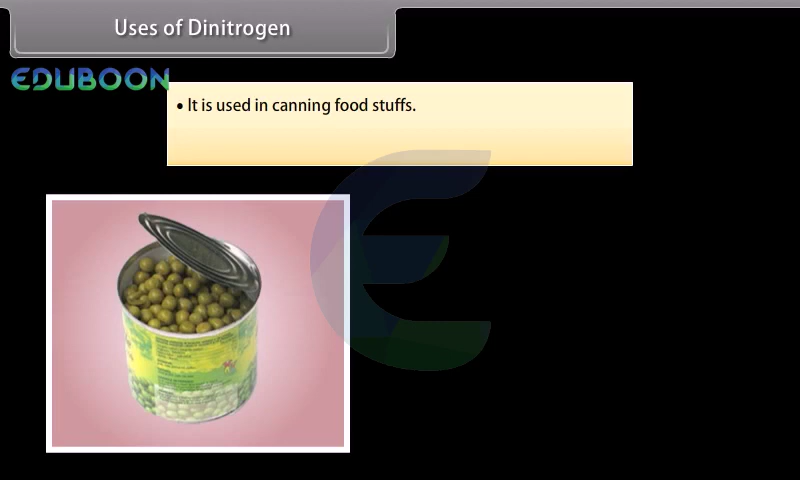 Uses of Dinitrogen
EDUBOON
• It is used in canning food stuffs.